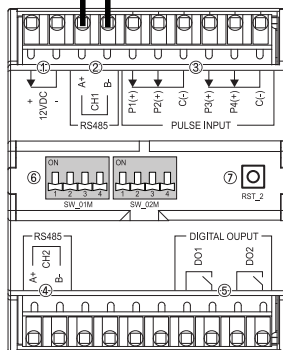 ①
②
③
+
12VDC
-
A+
CH1
B-
P1(+)
P2(+)
C(-)
P3(+)
P4(+)
C(-)
RS485
PULSE INPUT
⑥
ON
1 2 3 4
SW_01M
ON
1 2 3 4
SW_02M
⑦
RST_2
RS485
CH2
A+
B-
④
DIGITAL OUPUT
DO1
DO2
⑤